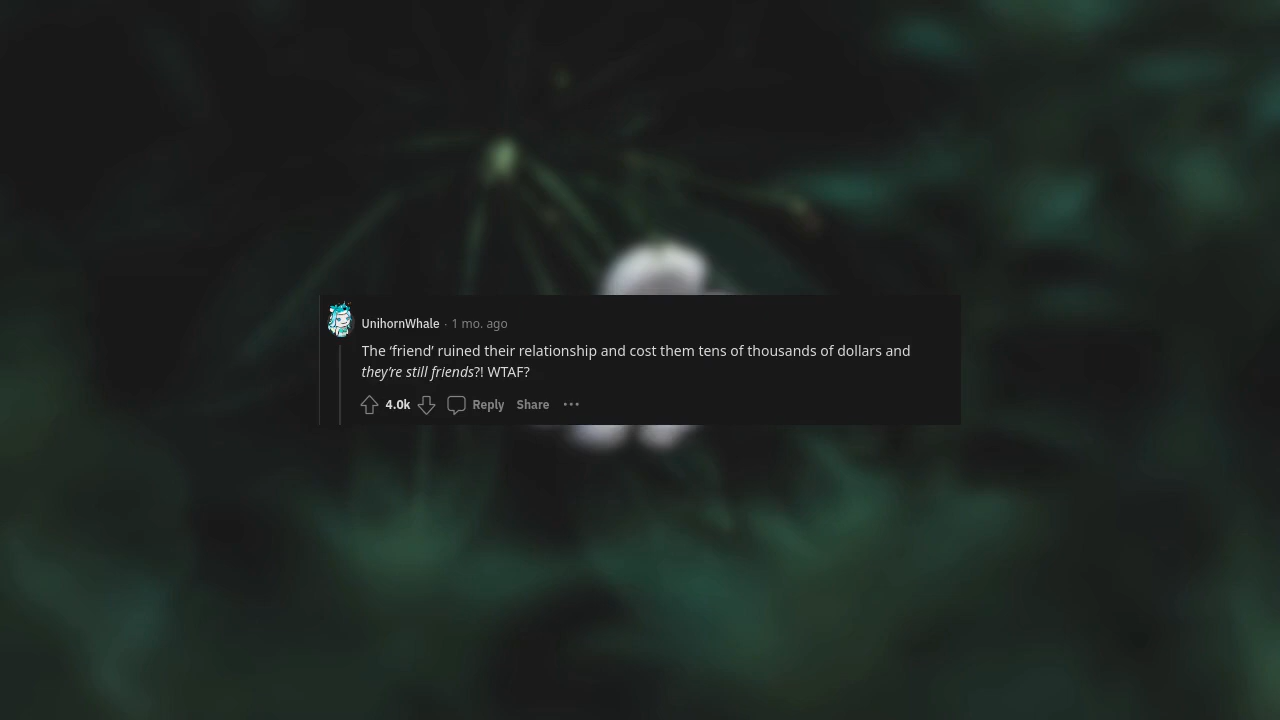 UnihornWhale · 1 mo. ago
The ‘friend’ ruined their relationship and cost them tens of thousands of dollars and
they’re still friends?! WTAF?
4.0k Reply Share ···